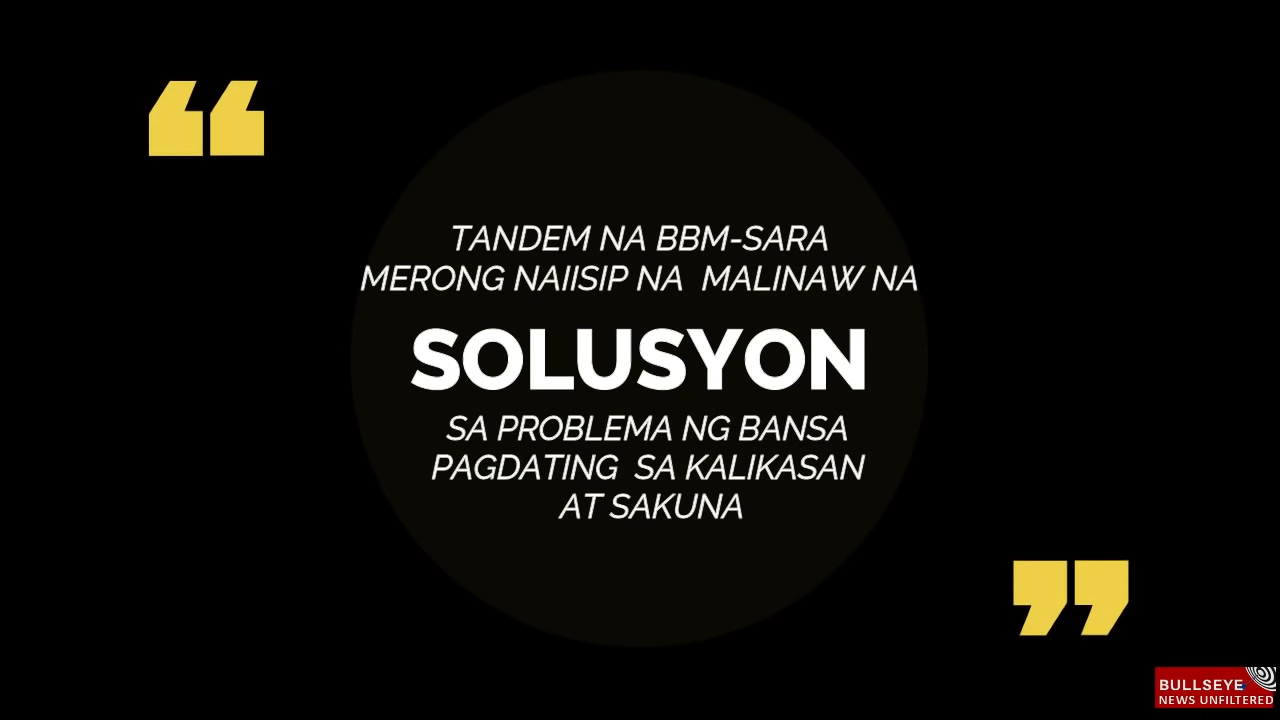 TANDEM NA BBM-SARA
MERONG NAIISIP NA MALINAW NA
SOLUSYON
SA PROBLEMA NG BANSA
PAGDATING SA KALIKASAN
AT SAKUNA
BULLSEYE
NEWS UNFILTERED